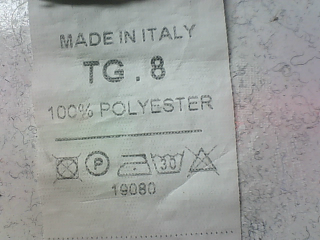 MADE IN ITALY
TG . 8
100% POLYESTER
P 30
19080